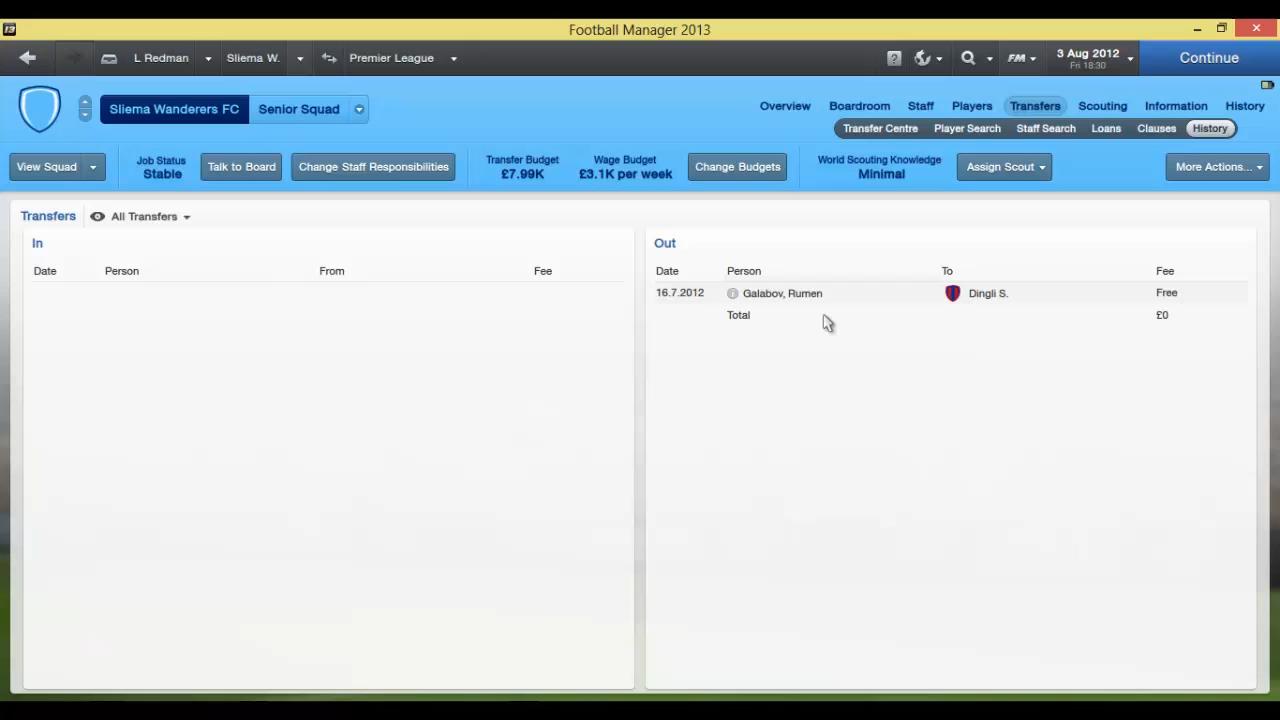 Football Manager 2013
L Redman Sliema W. Premier League ? FM 3 Aug 2012 Continue
Fri 18:30
Sliema Wanderers FC Senior Squad Overview Boardroom Staff Players Transfers Scouting Information History
Transfer Centre Player Search Staff Search Loans Clauses History
View Squad Job Status Talk to Board Change Staff Responsibilities Transfer Budget Wage Budget Change Budgets World Scouting Knowledge Assign Scout More Actions...
Stable £7.99K £3.1K per week Minimal
Transfers All Transfers
In Out
Date Person From Fee Date Person To Fee
16.7.2012 Galabov, Rumen Dingli S. Free
Total £0